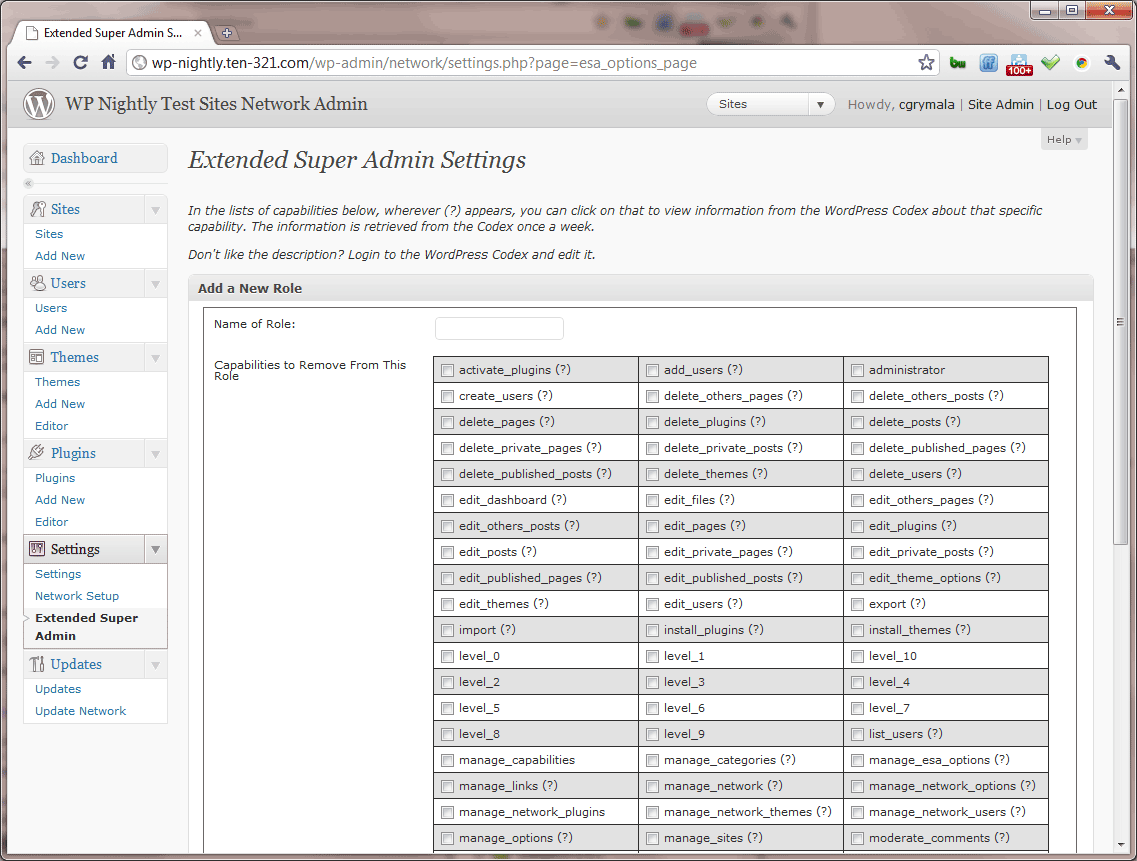 Extended Super Admin S...
wp-nightly.ten-321.com/wp-admin/network/settings.php?page=esa_options_page
bw
100+
WP Nightly Test Sites Network Admin
Sites
Howdy, cgrymala | Site Admin | Log Out
Help
Dashboard
Sites
Sites
Add New
Users
Users
Add New
Themes
Themes
Add New
Editor
Plugins
Plugins
Add New
Editor
Settings
Settings
Network Setup
Extended Super
Admin
Updates
Updates
Update Network
Extended Super Admin Settings
In the lists of capabilities below, wherever (?) appears, you can click on that to view information from the WordPress Codex about that specific
capability. The information is retrieved from the Codex once a week.
Don't like the description? Login to the WordPress Codex and edit it.
Add a New Role
Name of Role:
Capabilities to Remove From This
Role
activate_plugins (?) add_users (?) administrator
create_users (?) delete_others_pages (?) delete_others_posts (?)
delete_pages (?) delete_plugins (?) delete_posts (?)
delete_private_pages (?) delete_private_posts (?) delete_published_pages (?)
delete_published_posts (?) delete_themes (?) delete_users (?)
edit_dashboard (?) edit_files (?) edit_others_pages (?)
edit_others_posts (?) edit_pages (?) edit_plugins (?)
edit_posts (?) edit_private_pages (?) edit_private_posts (?)
edit_published_pages (?) edit_published_posts (?) edit_theme_options (?)
edit_themes (?) edit_users (?) export (?)
import (?) install_plugins (?) install_themes (?)
level_0 level_1 level_10
level_2 level_3 level_4
level_5 level_6 level_7
level_8 level_9 list_users (?)
manage_capabilities manage_categories (?) manage_esa_options (?)
manage_links (?) manage_network (?) manage_network_options (?)
manage_network_plugins manage_network_themes (?) manage_network_users (?)
manage_options (?) manage_sites (?) moderate_comments (?)